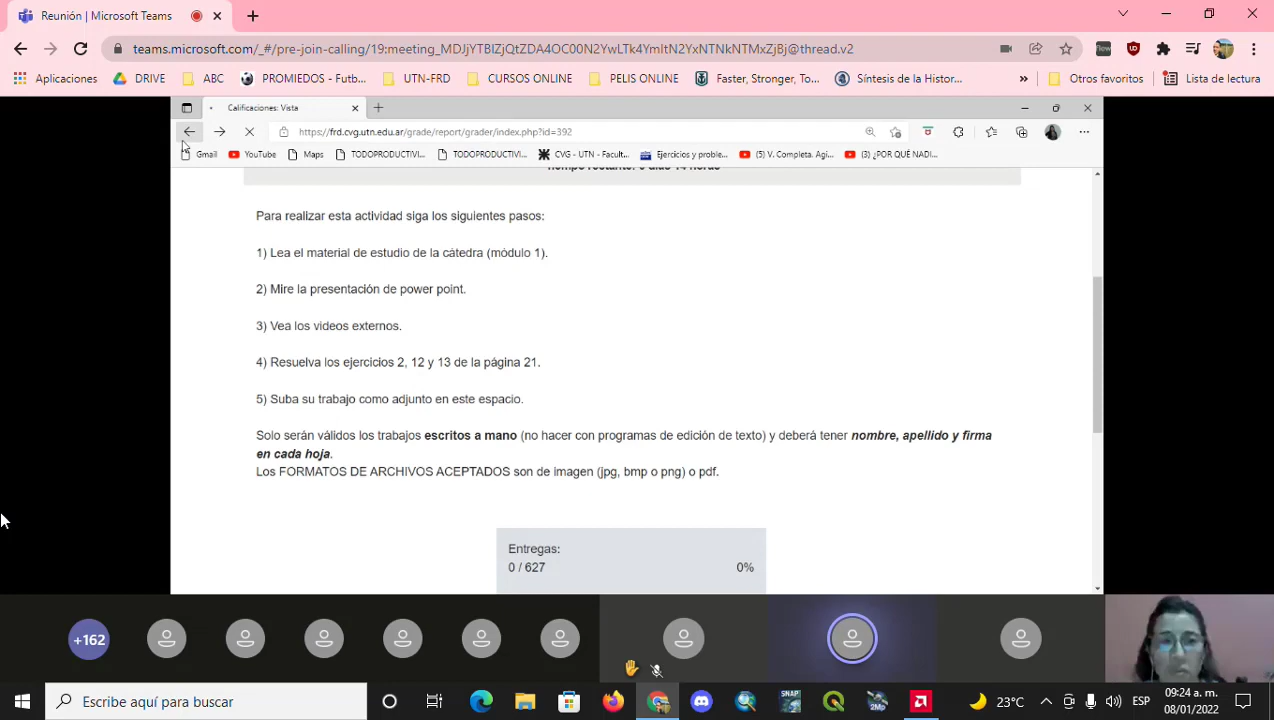 Reunión | Microsoft Teams
teams.microsoft.com/_#/pre-join-calling/19:meeting_MDJjYTBlZjQtZDA4OC00N2YwLTk4YmItN2YxNTNkNTMxZjBj@thread.v2
Aplicaciones
DRIVE
ABC
PROMIEDOS - Futb...
UTN-FRD
CURSOS ONLINE
PELIS ONLINE
Faster, Stronger, To...
Síntesis de la Histor...
»
Otros favoritos
Lista de lectura
Calificaciones: Vista
https://frd.cvg.utn.edu.ar/grade/report/grader/index.php?id=392
Gmail
YouTube
Maps
TODOPRODUCTIVI...
TODOPRODUCTIVI...
CVG - UTN - Facult...
Ejercicios y proble...
(5) V. Completa. Agi...
(3) ¿POR QUÉ NADI...
Tiempo restante: 6 días 14 horas
Para realizar esta actividad siga los siguientes pasos:
1) Lea el material de estudio de la cátedra (módulo 1).
2) Mire la presentación de power point.
3) Vea los videos externos.
4) Resuelva los ejercicios 2, 12 y 13 de la página 21.
5) Suba su trabajo como adjunto en este espacio.
Solo serán válidos los trabajos escritos a mano (no hacer con programas de edición de texto) y deberá tener nombre, apellido y firma
en cada hoja.
Los FORMATOS DE ARCHIVOS ACEPTADOS son de imagen (jpg, bmp o png) o pdf.
Entregas:
0 / 627 0%
+162
Escribe aquí para buscar
SNAP
2Mp
23°C
ESP
09:24 a. m.
08/01/2022